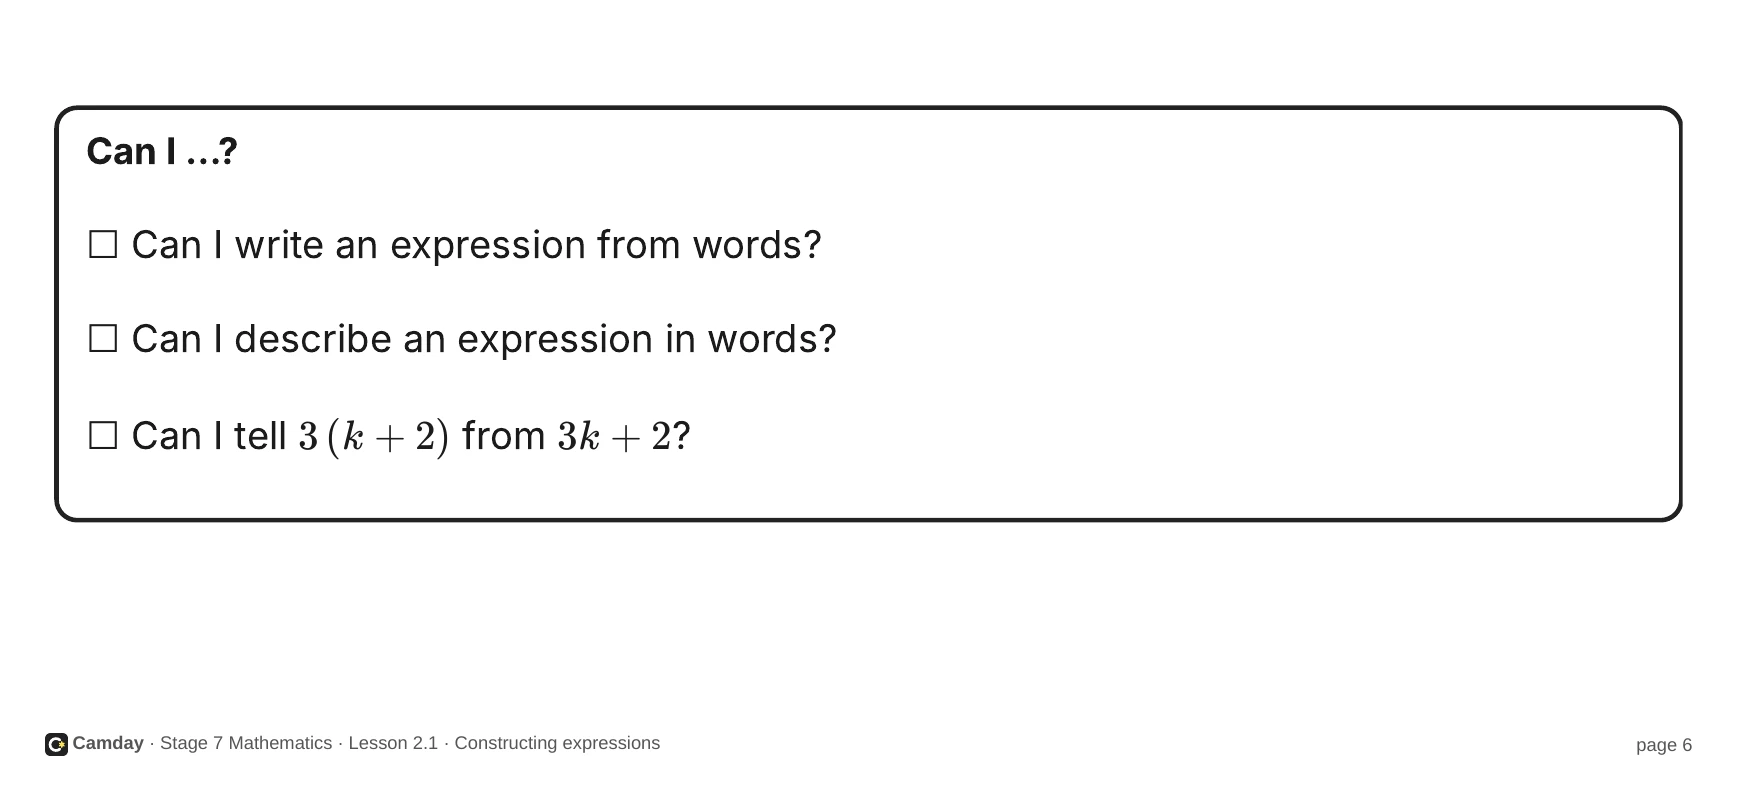 Can I …?
☐ Can I write an expression from words?
☐ Can I describe an expression in words?
☐ Can I tell 3 (k + 2) from 3k + 2?
Camday · Stage 7 Mathematics · Lesson 2.1 · Constructing expressions
page 6